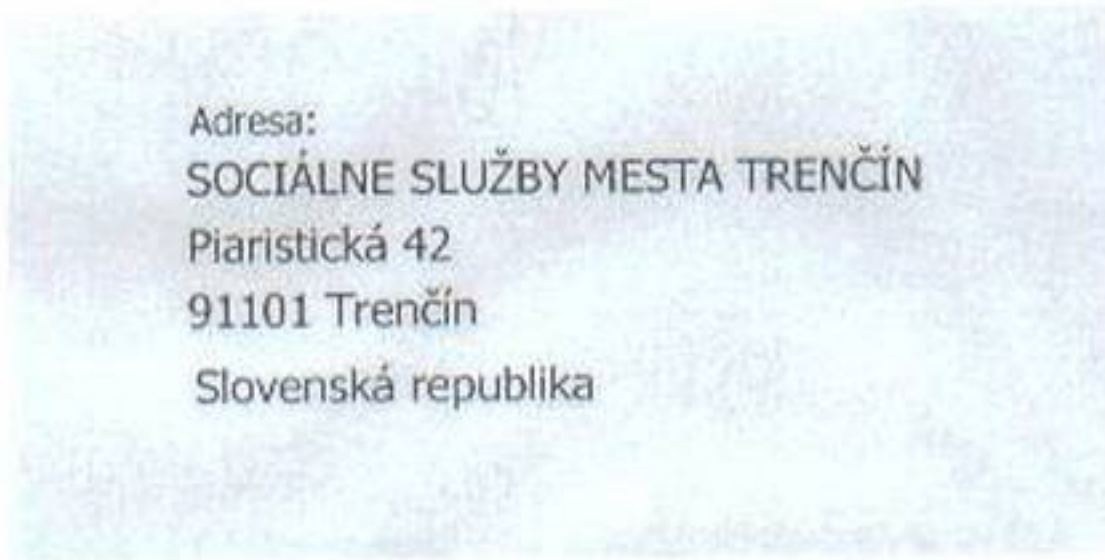 Adresa:
SOCIÁLNE SLUŽBY MESTA TRENČÍN
Piaristická 42
91101 Trenčín
Slovenská republika